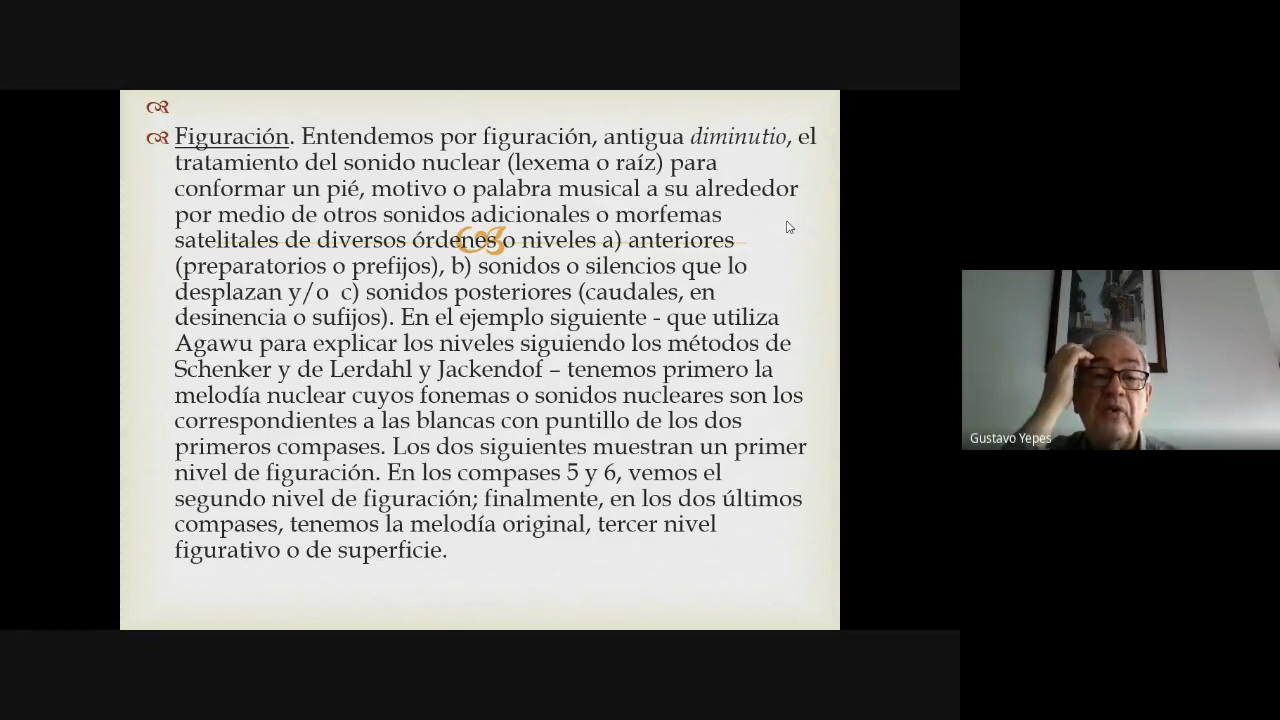 Figuración. Entendemos por figuración, antigua diminutio, el
tratamiento del sonido nuclear (lexema o raíz) para
conformar un pié, motivo o palabra musical a su alrededor
por medio de otros sonidos adicionales o morfemas
satelitales de diversos órdenes o niveles a) anteriores
(preparatorios o prefijos), b) sonidos o silencios que lo
desplazan y/o c) sonidos posteriores (caudales, en
desinencia o sufijos). En el ejemplo siguiente - que utiliza
Agawu para explicar los niveles siguiendo los métodos de
Schenker y de Lerdahl y Jackendof – tenemos primero la
melodía nuclear cuyos fonemas o sonidos nucleares son los
correspondientes a las blancas con puntillo de los dos
primeros compases. Los dos siguientes muestran un primer
nivel de figuración. En los compases 5 y 6, vemos el
segundo nivel de figuración; finalmente, en los dos últimos
compases, tenemos la melodía original, tercer nivel
figurativo o de superficie.
Gustavo Yepes